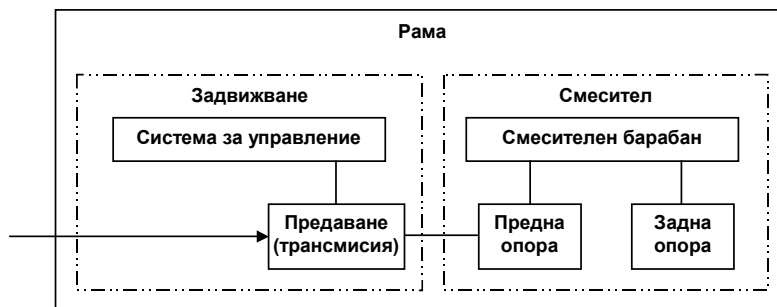 Рама
Задвижване
Смесител
Система за управление
Смесителен барабан
Предаване
(трансмисия)
Предна
опора
Задна
опора